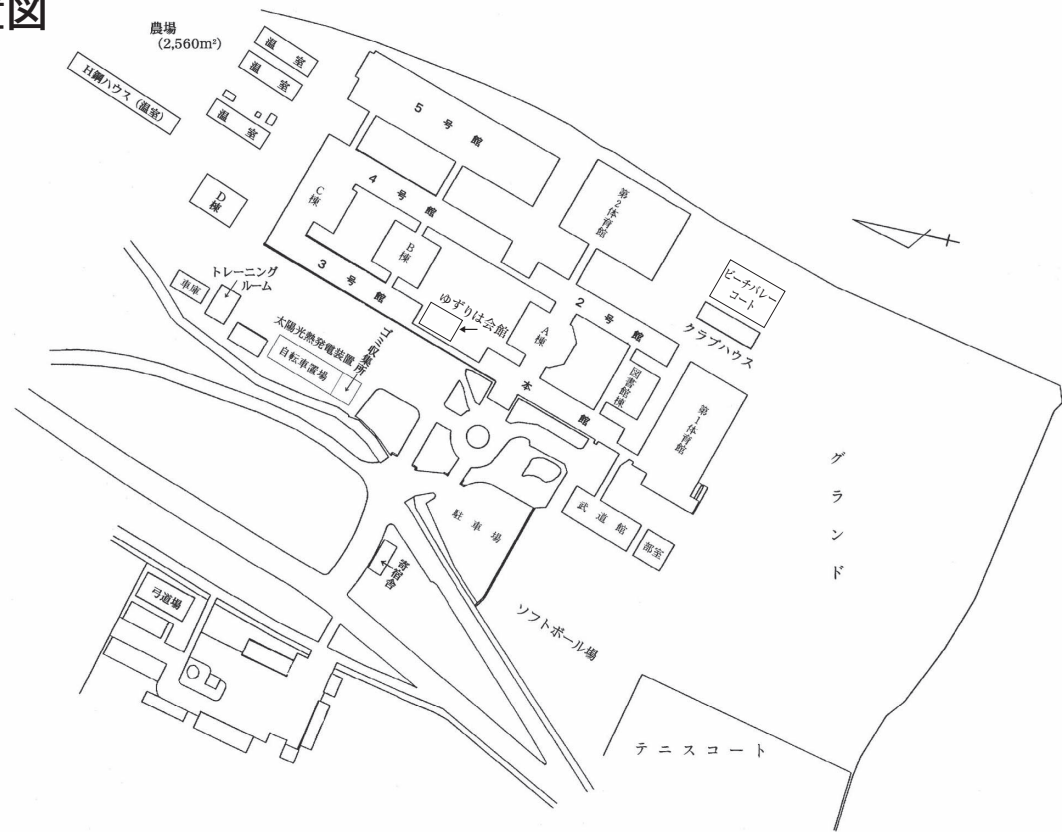 置図
農場
(2,560m²)
温室
温室
H鋼ハウス（温室）
温室
5号館
D棟
C棟
4号館
第2体育館
B棟
3号館
トレーニング
ルーム
車庫
ゆずりは会館
2号館
ビーチバレー
コート
クラブハウス
A棟
太陽光熱発電装置
ゴミ収集所
自転車置場
本館
図書館棟
第1体育館
グランド
駐車場
武道館
部室
寄宿舎
弓道場
ソフトボール場
テニスコート